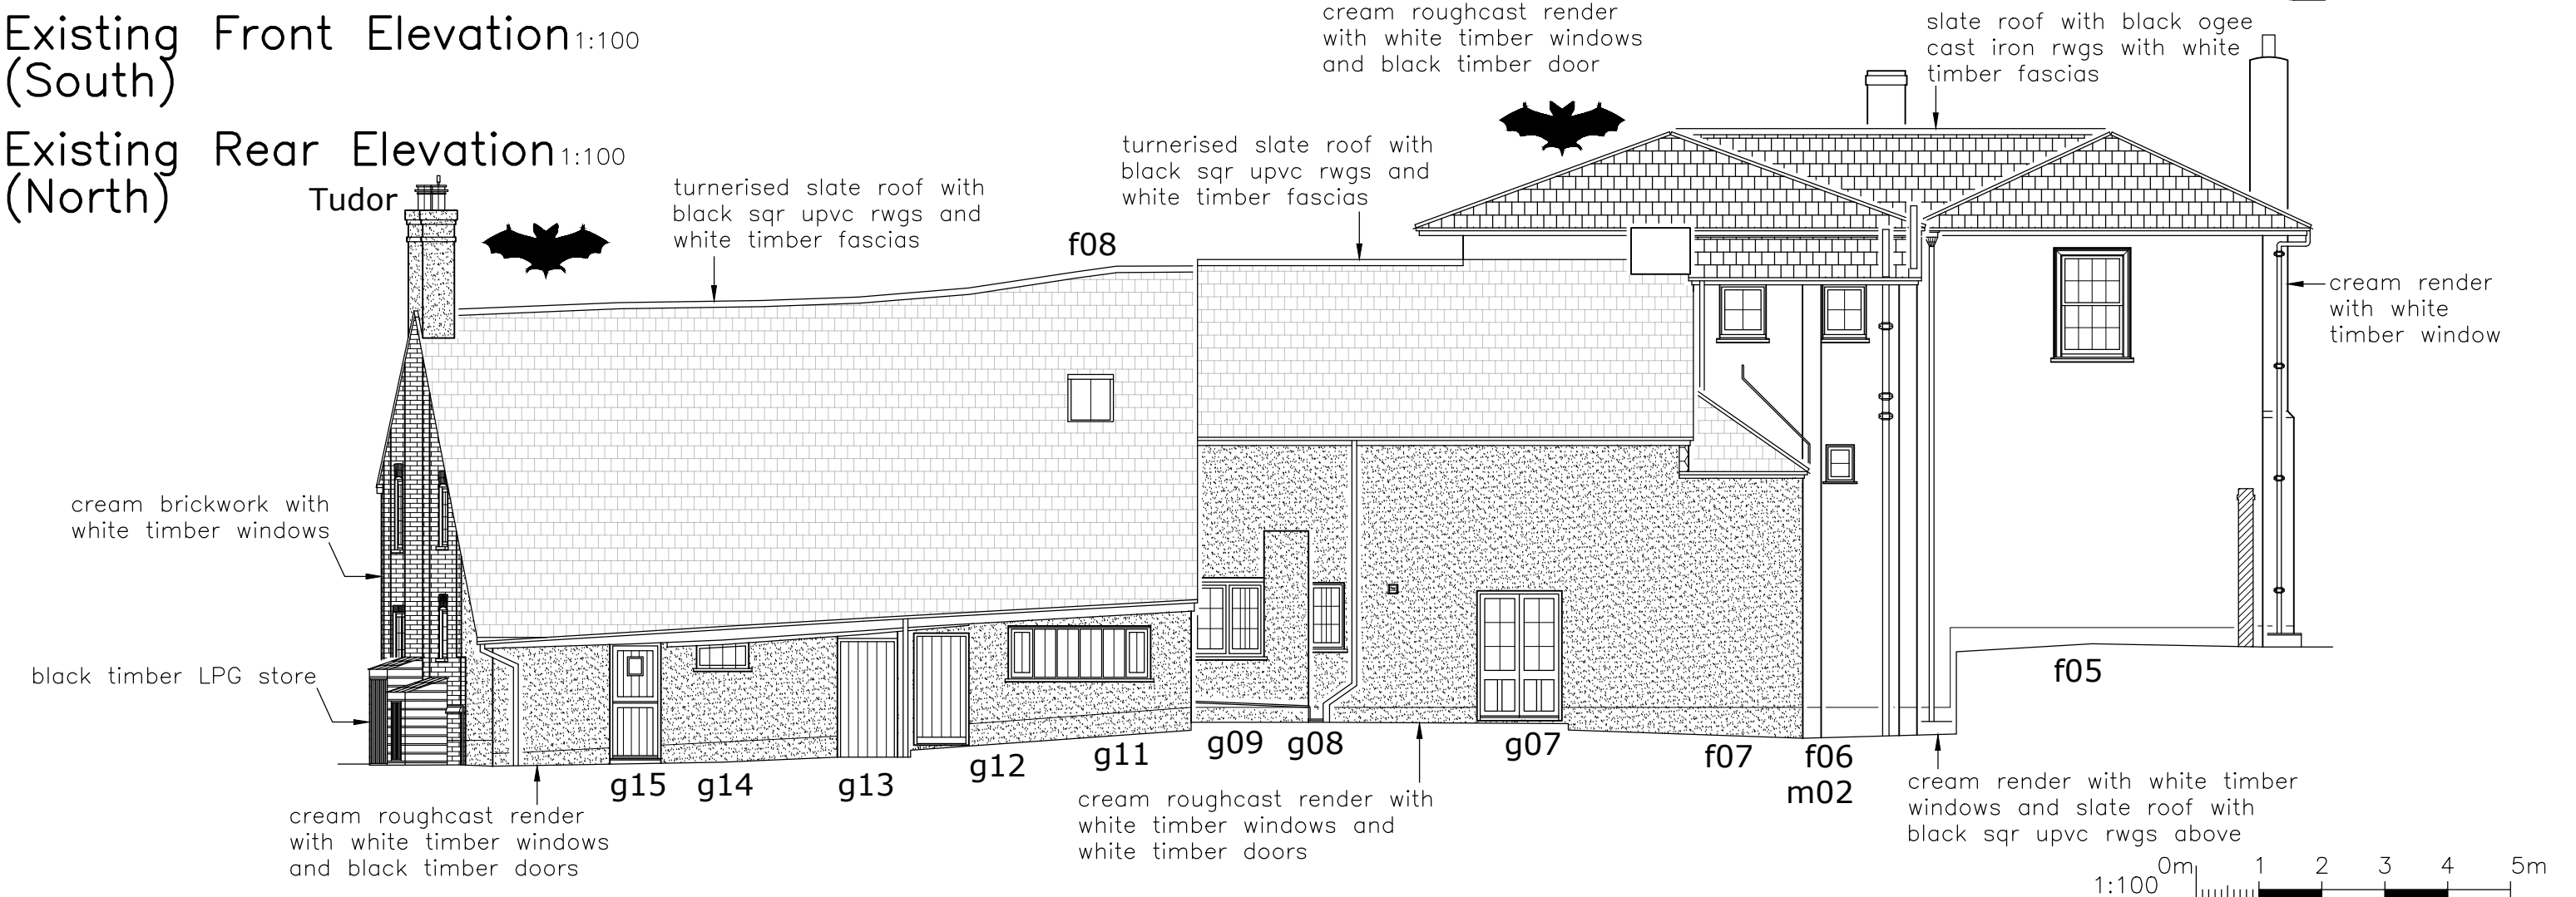 Existing Front Elevation 1:100
(South)
Existing Rear Elevation 1:100
(North)
cream roughcast render
with white timber windows
and black timber door
slate roof with black ogee
cast iron rwgs with white
timber fascias
Tudor
turnerised slate roof with
black sqr upvc rwgs and
white timber fascias
f08
turnerised slate roof with
black sqr upvc rwgs and
white timber fascias
cream render
with white
timber window
cream brickwork with
white timber windows
black timber LPG store
g15
g14
g13
g12
g11
g09
g08
g07
f07
f06
m02
f05
cream roughcast render
with white timber windows
and black timber doors
cream roughcast render with
white timber windows and
white timber doors
cream render with white timber
windows and slate roof with
black sqr upvc rwgs above
1:100
0m 1 2 3 4 5m